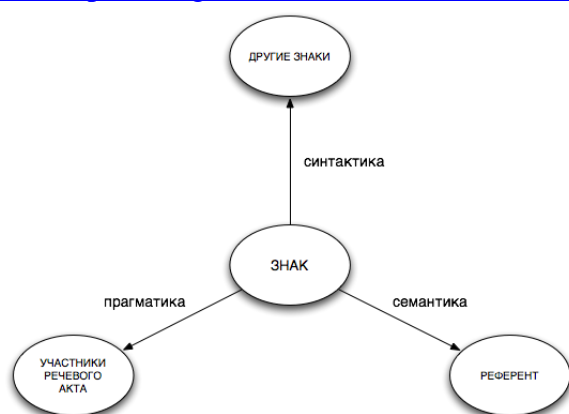 ДРУГИЕ ЗНАКИ
синтактика
ЗНАК
прагматика
семантика
УЧАСТНИКИ
РЕЧЕВОГО
АКТА
РЕФЕРЕНТ